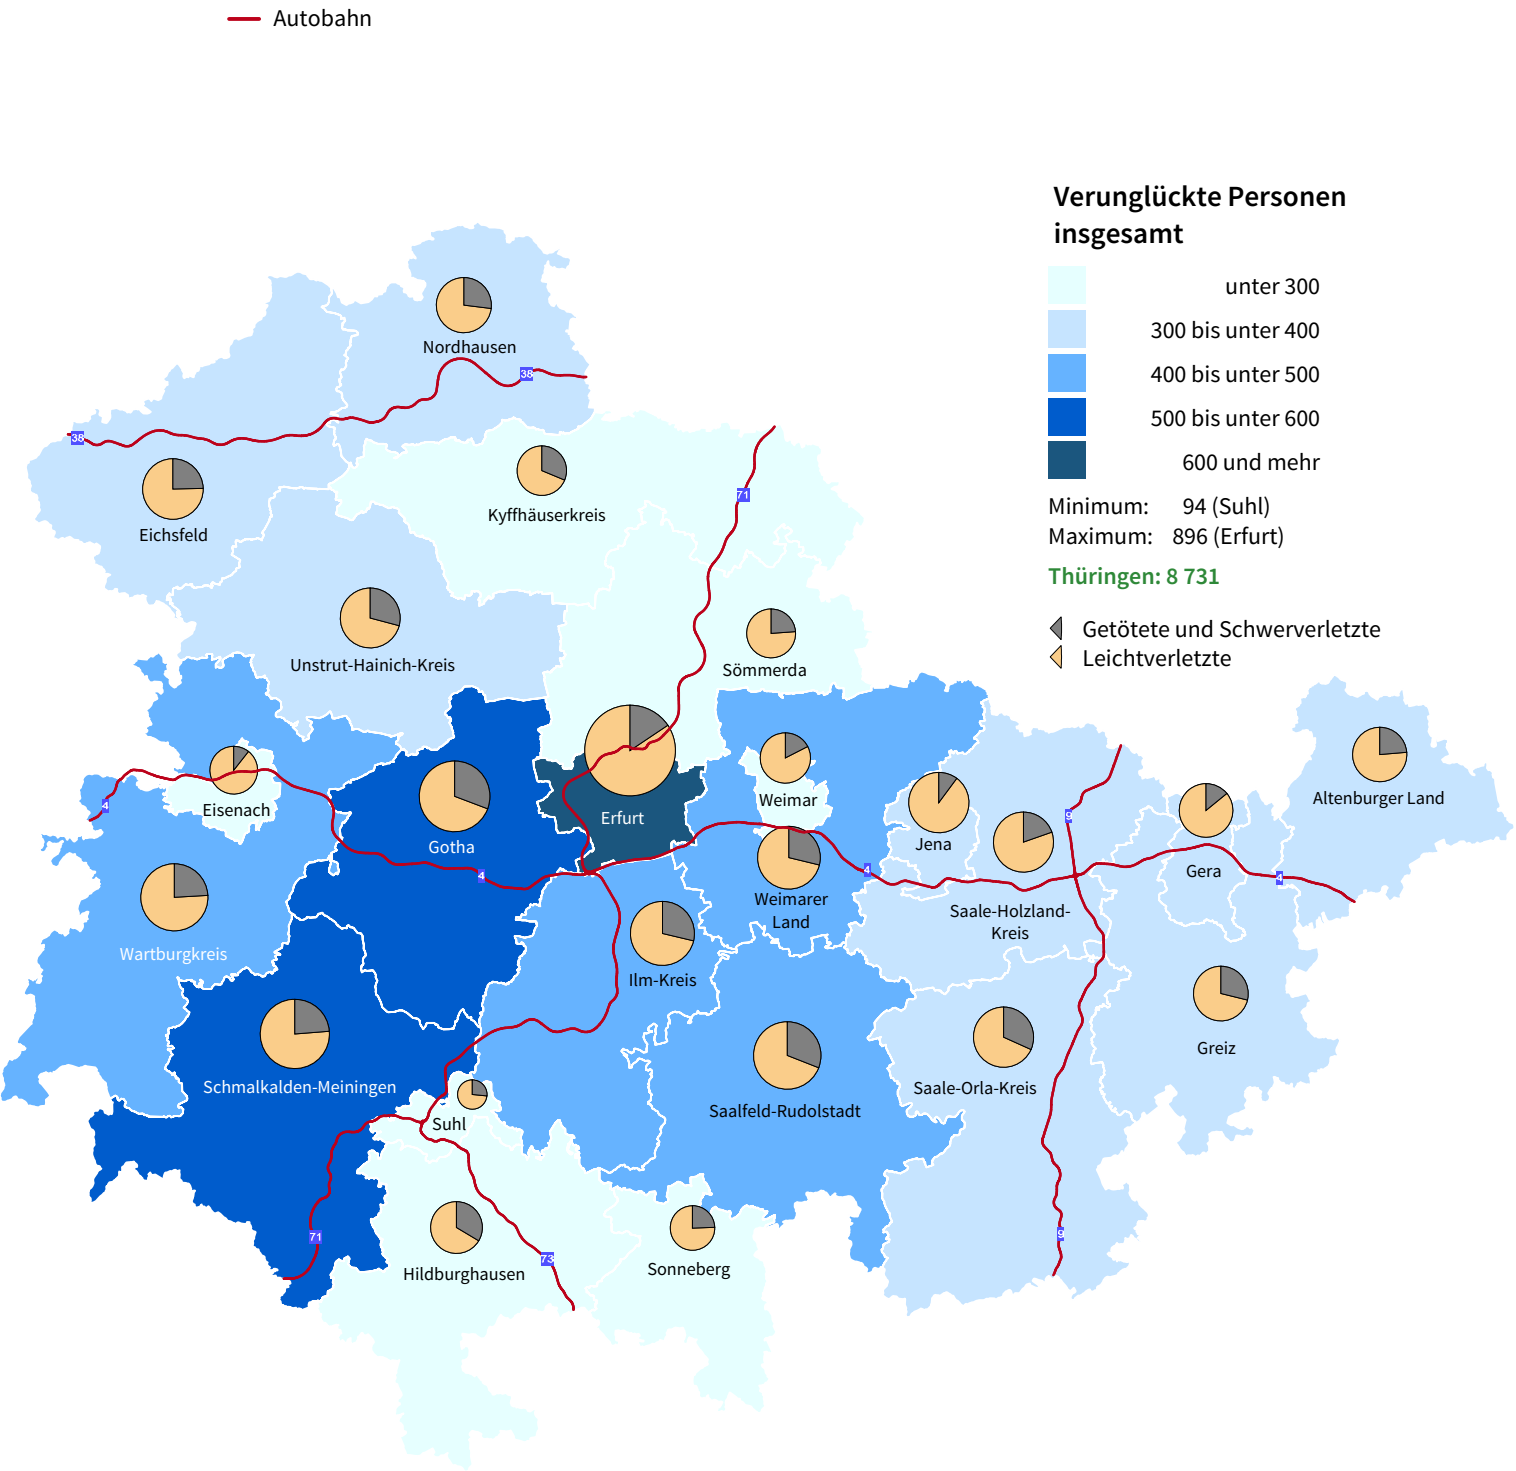 Autobahn
Verunglückte Personen
insgesamt
unter 300
300 bis unter 400
400 bis unter 500
500 bis unter 600
600 und mehr
Minimum: 94 (Suhl)
Maximum: 896 (Erfurt)
Thüringen: 8 731
Getötete und Schwerverletzte
Leichtverletzte
Nordhausen
38
38
71
Kyffhäuserkreis
Eichsfeld
Unstrut-Hainich-Kreis
Sömmerda
Eisenach
4
Weimar
Altenburger Land
Erfurt
9
Gotha
Jena
4
4
Gera
4
Weimarer
Land
Saale-Holzland-
Kreis
Wartburgkreis
Ilm-Kreis
Greiz
Schmalkalden-Meiningen
Saale-Orla-Kreis
Saalfeld-Rudolstadt
Suhl
71
9
73
Hildburghausen
Sonneberg